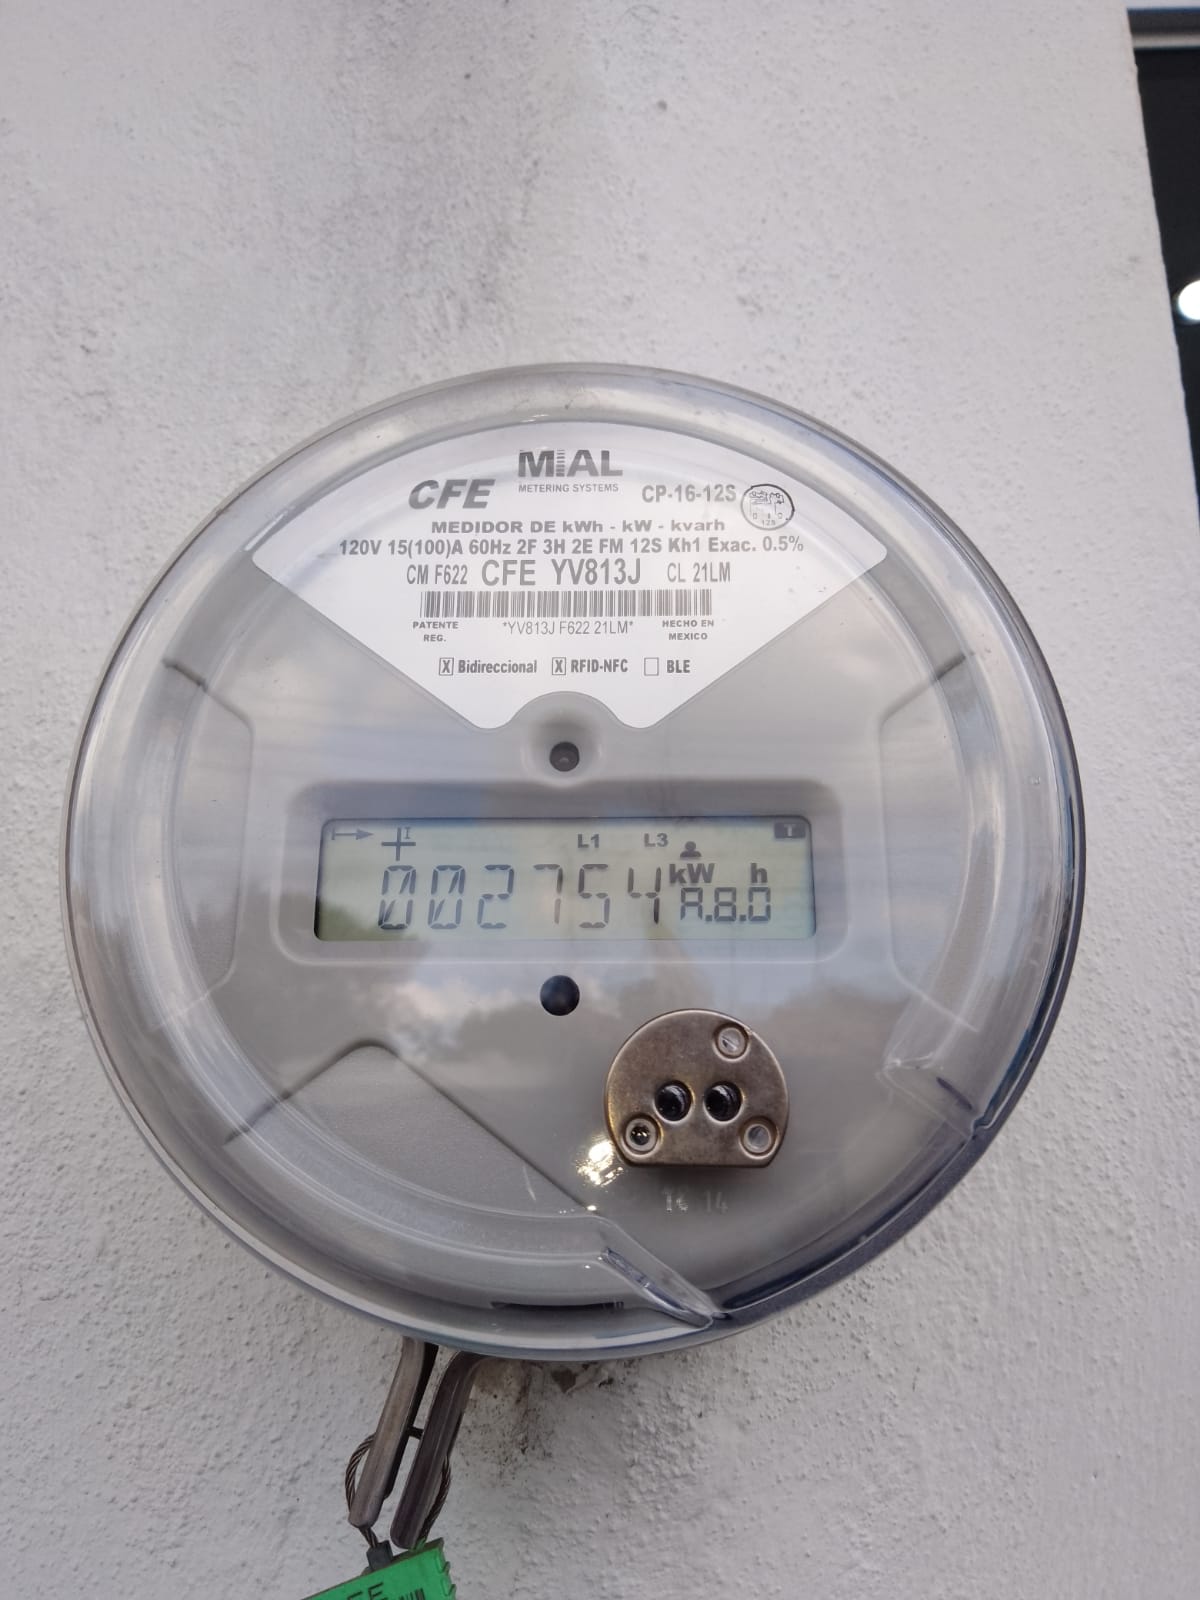 MIAL
METERING SYSTEMS
CFE
CP-16-12S
MEDIDOR DE kWh - kW - kvarh
120V 15(100)A 60Hz 2F 3H 2E FM 12S Kh1 Exac. 0.5%
CM F622 CFE YV813J CL 21LM
PATENTE REG. *YV813J F622 21LM* HECHO EN MEXICO
X Bidireccional X RFID-NFC BLE
L1 L3 T
002754 kW h
A.8.0
14 14